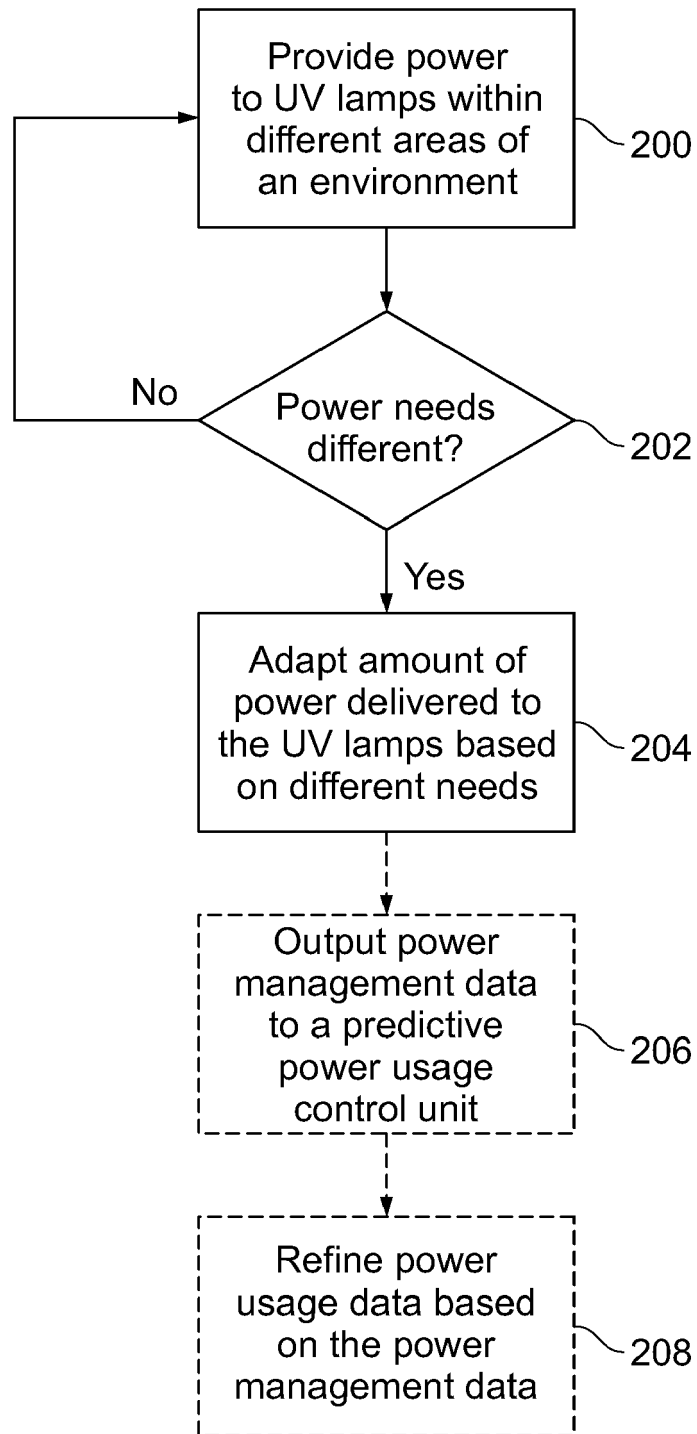 Provide power
to UV lamps within
different areas of
an environment
200
No
Power needs
different?
202
Yes
Adapt amount of
power delivered to
the UV lamps based
on different needs
204
Output power
management data
to a predictive
power usage
control unit
206
Refine power
usage data based
on the power
management data
208